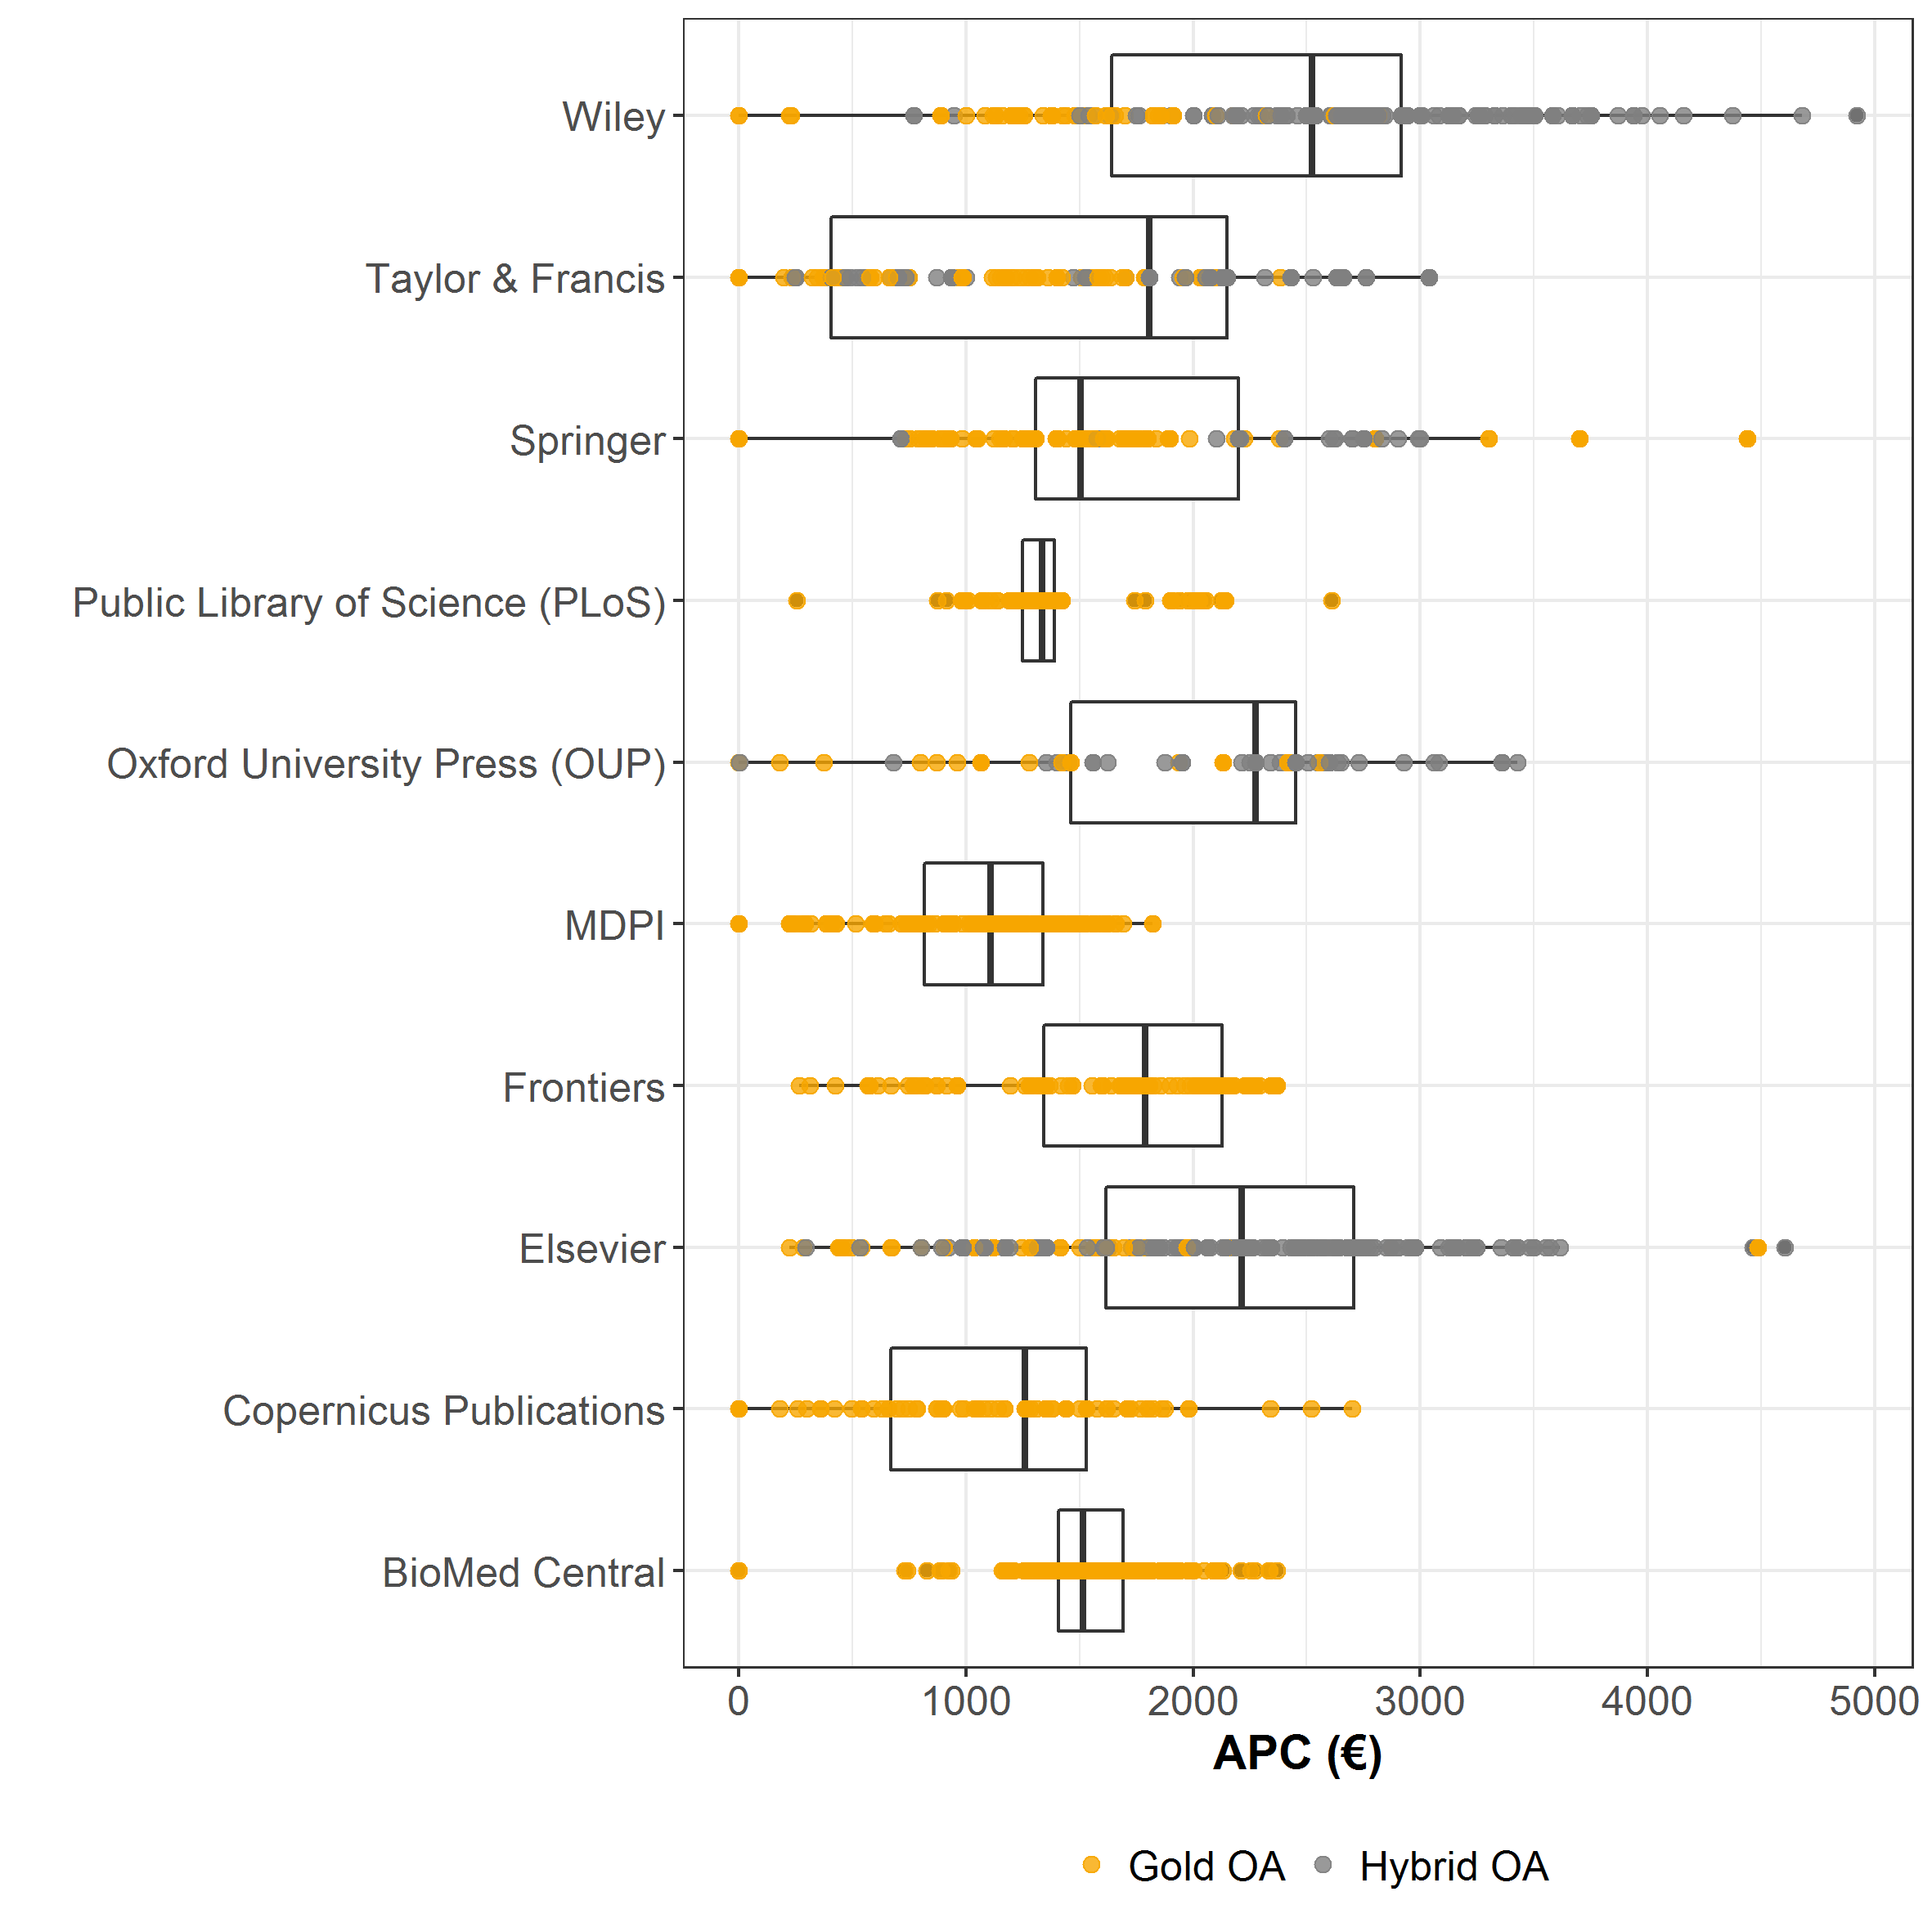 Wiley
Taylor & Francis
Springer
Public Library of Science (PLoS)
Oxford University Press (OUP)
MDPI
Frontiers
Elsevier
Copernicus Publications
BioMed Central
0 1000 2000 3000 4000 5000
APC (€)
Gold OA Hybrid OA